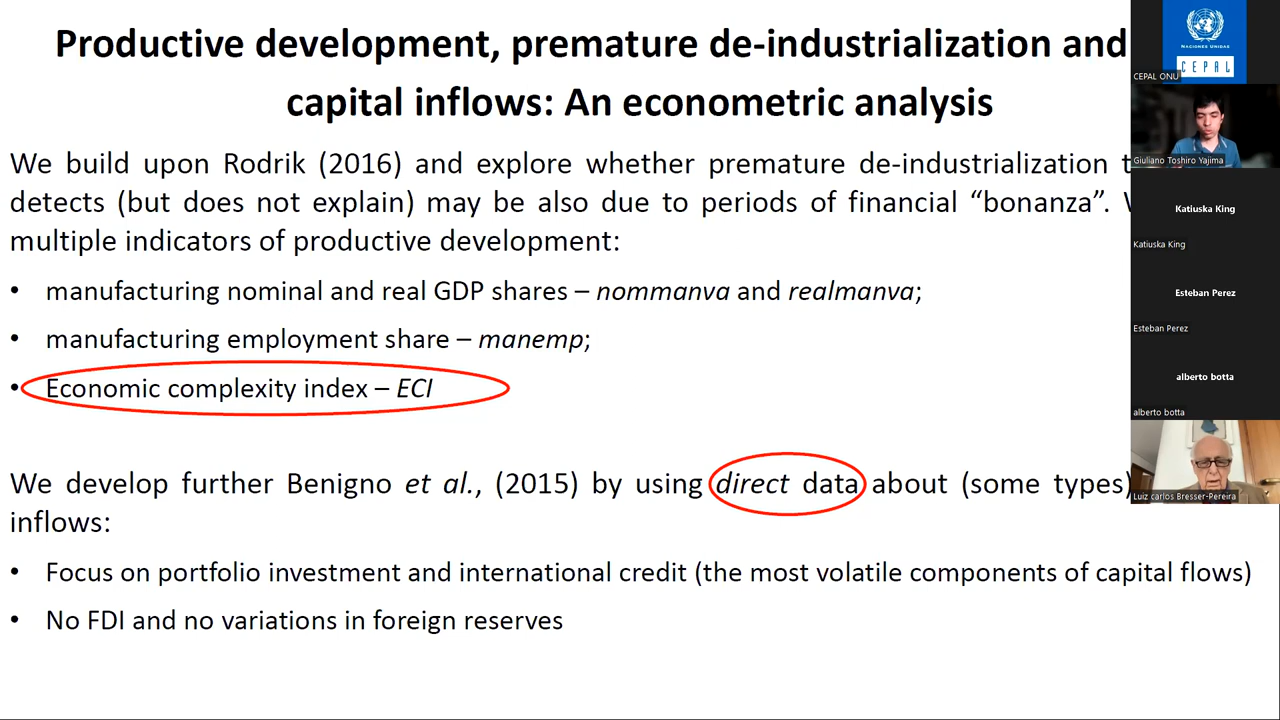 Productive development, premature de-industrialization and
capital inflows: An econometric analysis
We build upon Rodrik (2016) and explore whether premature de-industrialization
detects (but does not explain) may be also due to periods of financial “bonanza”.
multiple indicators of productive development:
• manufacturing nominal and real GDP shares – nommanva and realmanva;
• manufacturing employment share – manemp;
• Economic complexity index – ECI
We develop further Benigno et al., (2015) by using direct data about (some types)
inflows:
• Focus on portfolio investment and international credit (the most volatile components of capital flows)
• No FDI and no variations in foreign reserves
NACIONES UNIDAS
CEPAL
CEPAL ONU
Giuliano Toshiro Yajima
Katiuska King
Katiuska King
Esteban Perez
Esteban Perez
alberto botta
alberto botta
Luiz carlos Bresser-Pereira